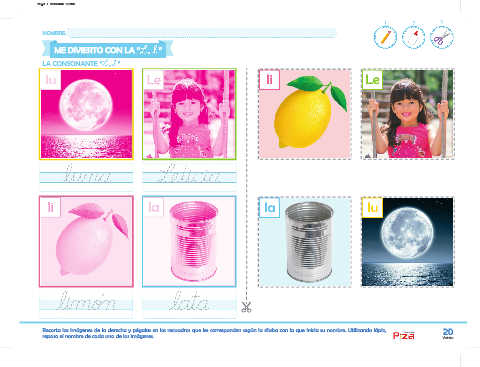 NOMBRE:
ME DIVIERTO CON LA "L, l"
LA CONSONANTE "L, l"
lu
Le
li
Le
luna
Leticia
li
la
la
lu
limón
lata
Recorta las imágenes de la derecha y pégalas en los recuadros que les corresponden según la sílaba con la que inicia su nombre. Utilizando lápiz,
repasa el nombre de cada una de las imágenes.
20